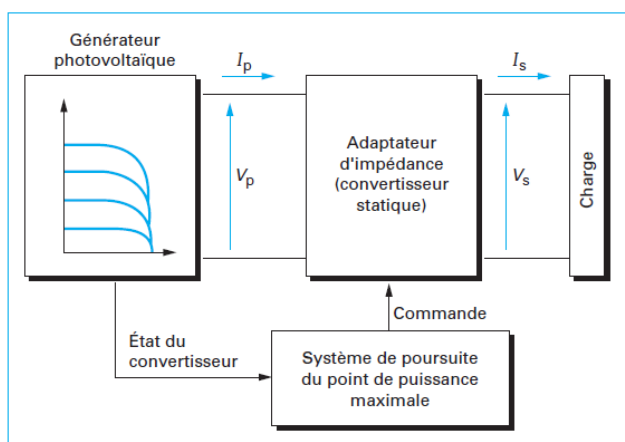 Générateur
photovoltaïque
Ip
Vp
Adaptateur
d'impédance
(convertisseur
statique)
Is
Vs
Charge
État du
convertisseur
Commande
Système de poursuite
du point de puissance
maximale